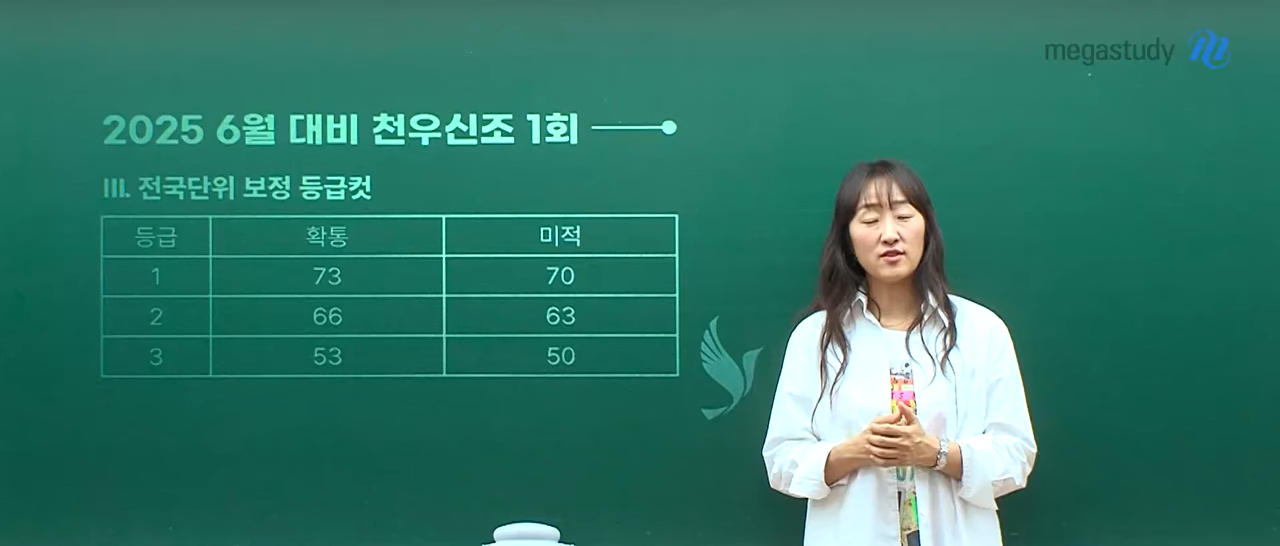 megastudy
2025 6월 대비 천우신조 1회
III. 전국단위 보정 등급컷
등급 확통 미적
1 73 70
2 66 63
3 53 50